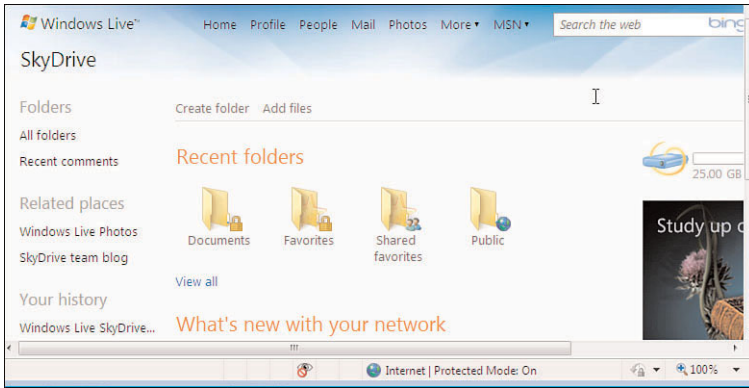 Windows Live™ Home Profile People Mail Photos More MSN Search the web bing
SkyDrive
Folders
All folders
Recent comments
Related places
Windows Live Photos
SkyDrive team blog
Your history
Windows Live SkyDrive...
Create folder Add files
Recent folders
Documents Favorites Shared favorites Public
View all
What's new with your network
25.00 GB
Study up
Internet | Protected Mode: On 100%